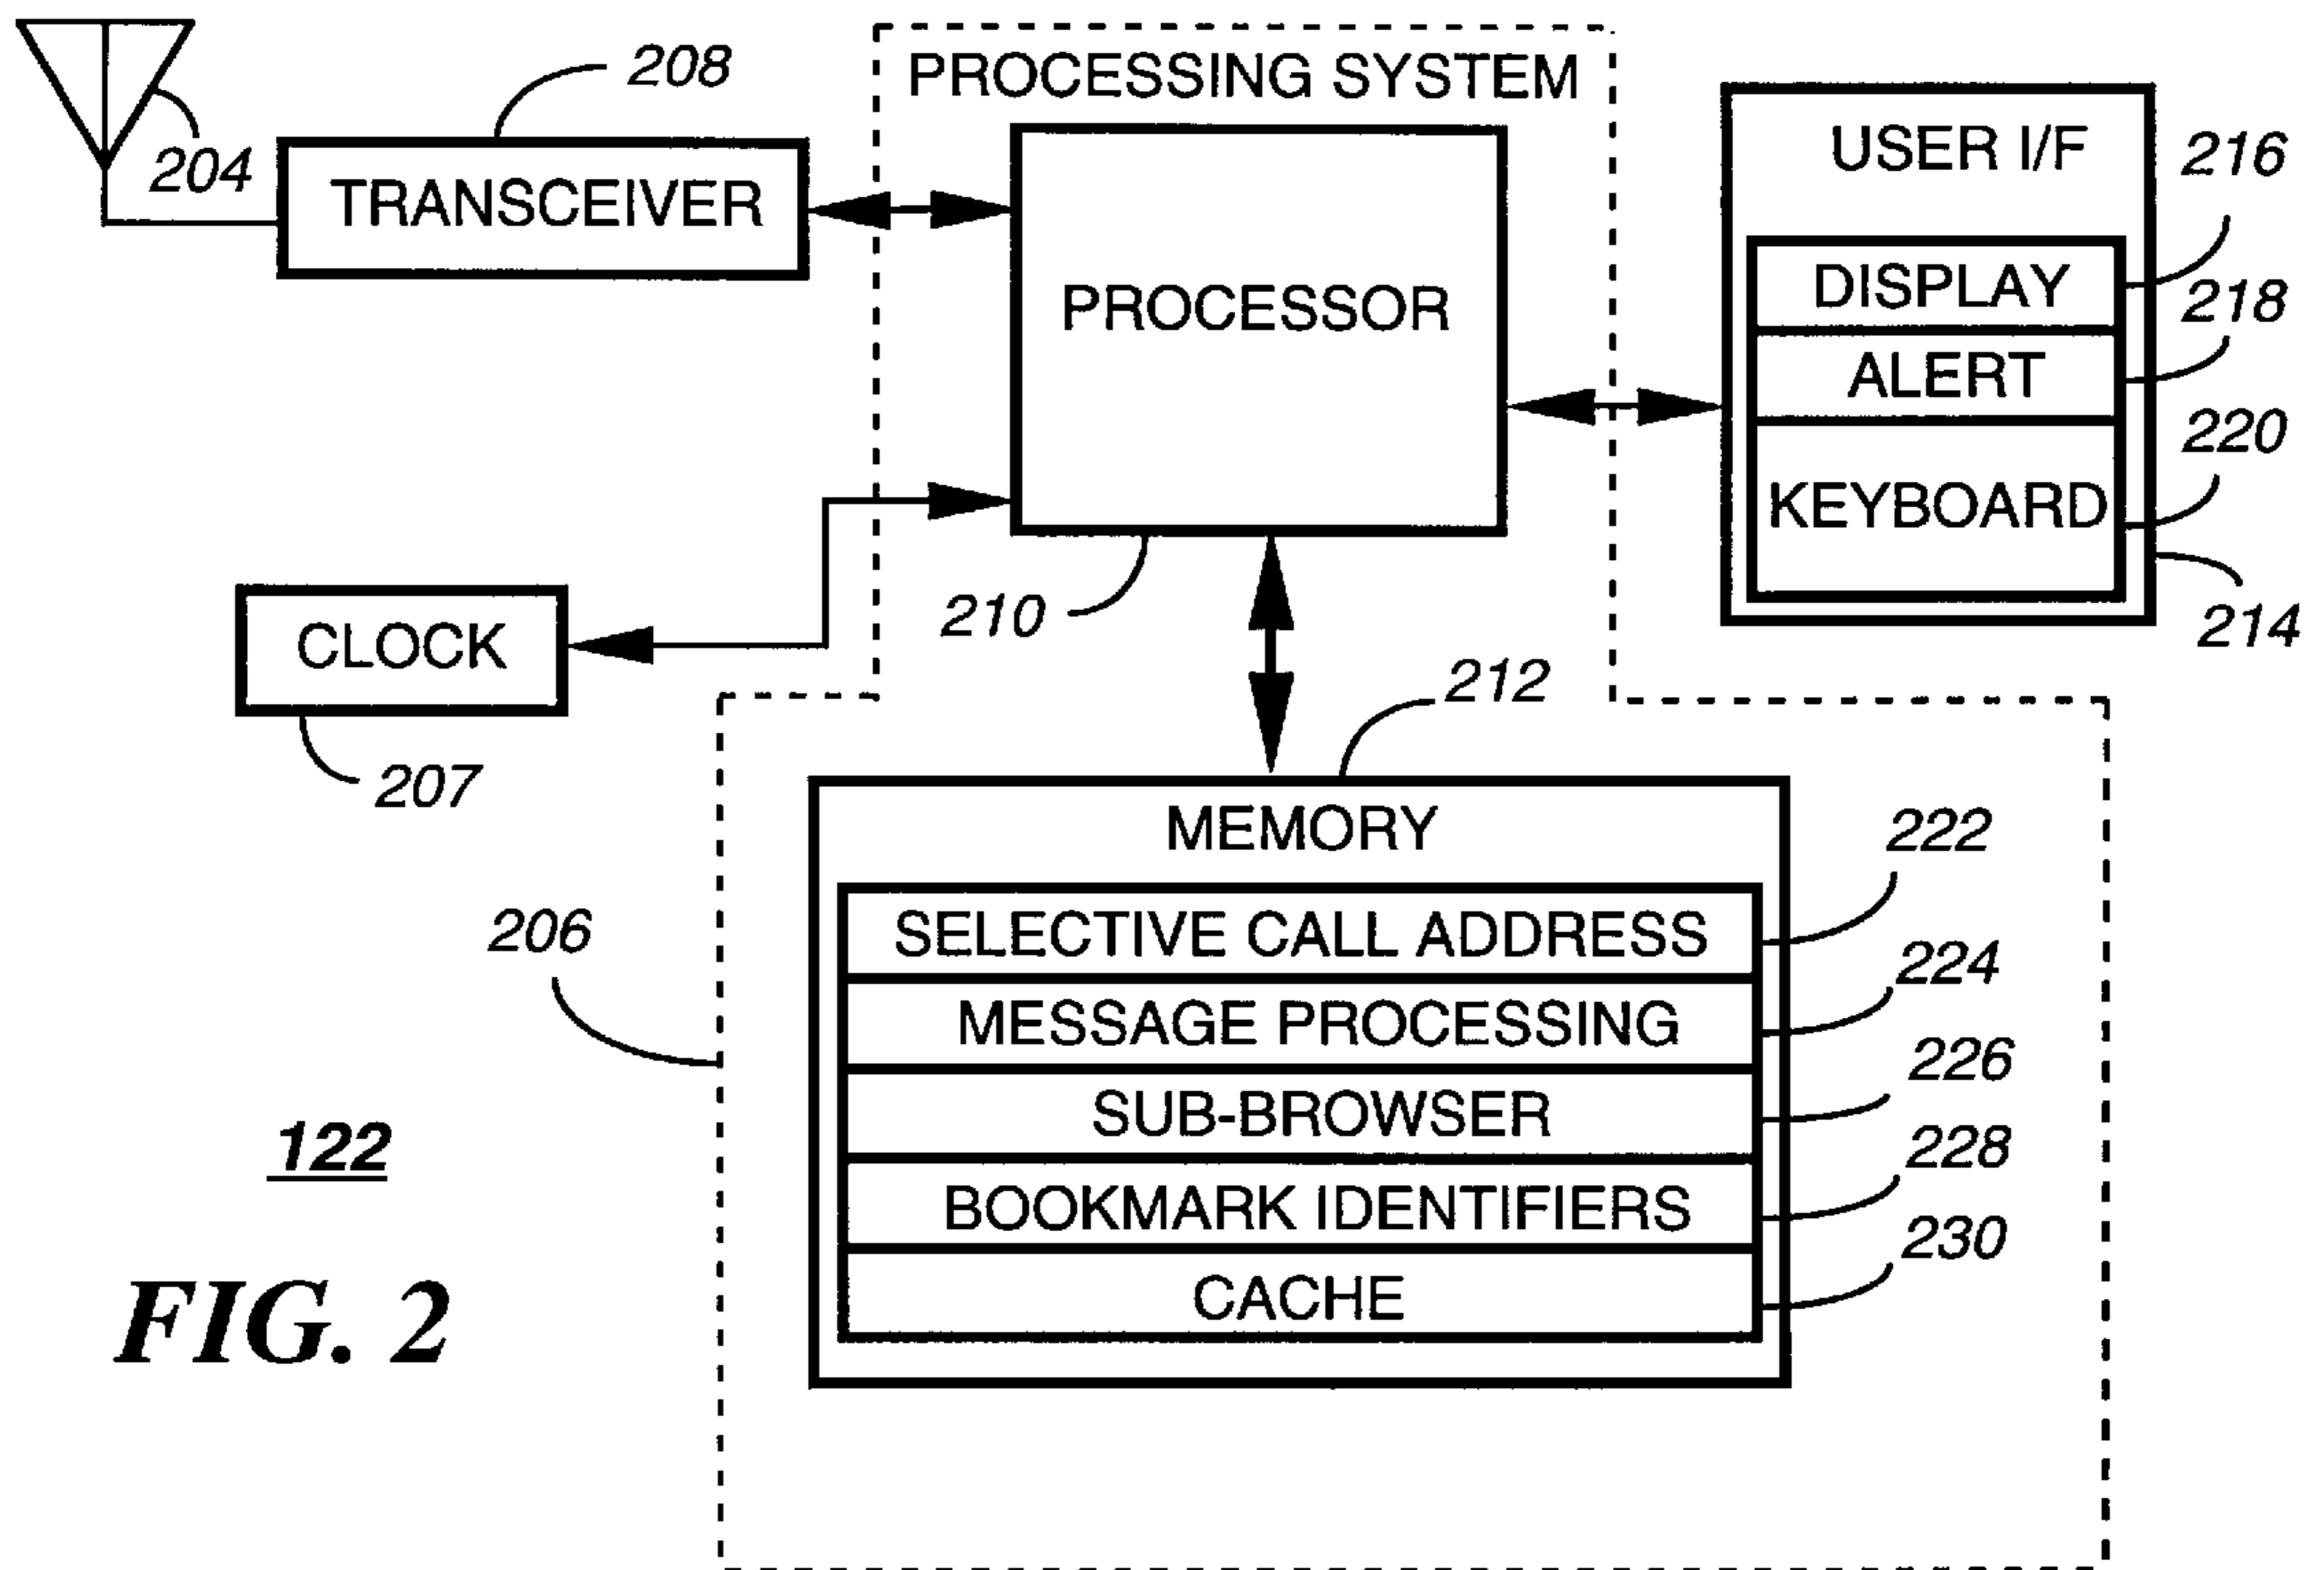 208
PROCESSING SYSTEM
204
TRANSCEIVER
PROCESSOR
USER I/F
216
DISPLAY
218
ALERT
220
KEYBOARD
214
210
CLOCK
207
212
MEMORY
222
SELECTIVE CALL ADDRESS
206
224
MESSAGE PROCESSING
226
SUB-BROWSER
228
BOOKMARK IDENTIFIERS
230
CACHE
122
FIG. 2